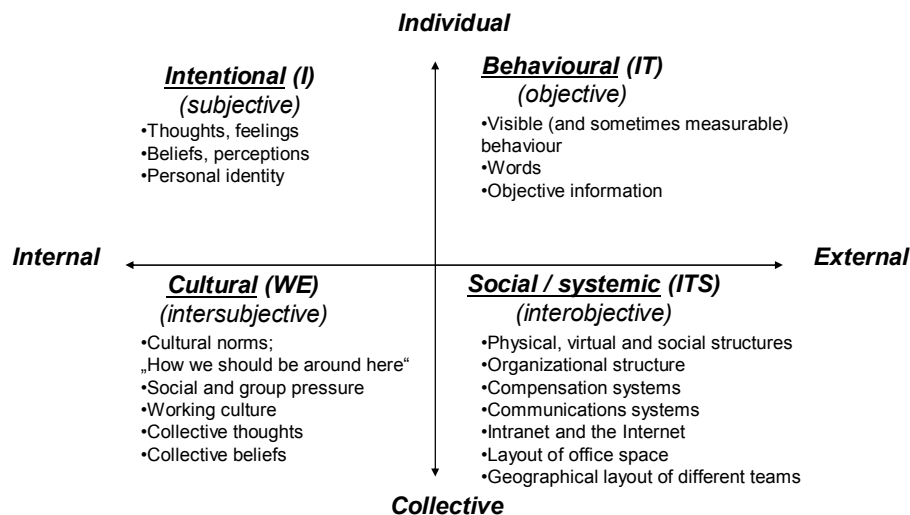 Individual
Intentional (I)
(subjective)
•Thoughts, feelings
•Beliefs, perceptions
•Personal identity
Behavioural (IT)
(objective)
•Visible (and sometimes measurable)
behaviour
•Words
•Objective information
Internal
External
Cultural (WE)
(intersubjective)
•Cultural norms;
„How we should be around here“
•Social and group pressure
•Working culture
•Collective thoughts
•Collective beliefs
Social / systemic (ITS)
(interobjective)
•Physical, virtual and social structures
•Organizational structure
•Compensation systems
•Communications systems
•Intranet and the Internet
•Layout of office space
•Geographical layout of different teams
Collective